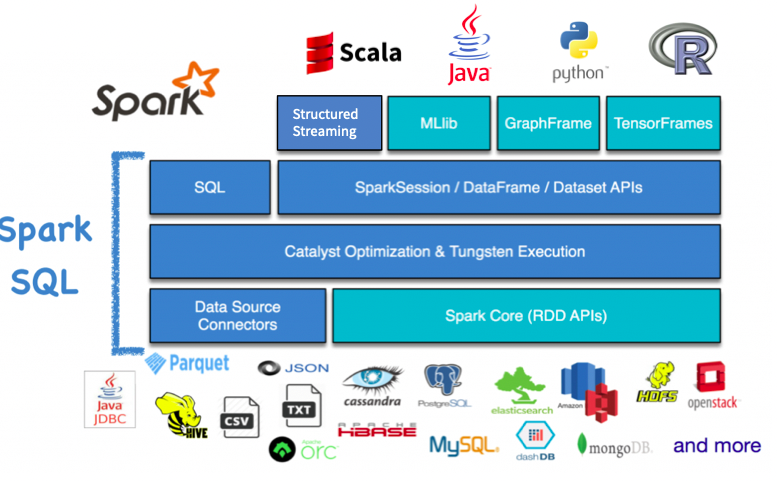 Scala
Java
python
R
Spark
Structured
Streaming
MLlib
GraphFrame
TensorFrames
SQL
SparkSession / DataFrame / Dataset APIs
Spark
SQL
Catalyst Optimization & Tungsten Execution
Data Source
Connectors
Spark Core (RDD APIs)
Parquet
JSON
Java
JDBC
HIVE
CSV
TXT
cassandra
PostgreSQL
elasticsearch
Amazon
HDFS
openstack
APACHE
HBASE
Apache
orc
MySQL
dashDB
mongoDB
and more